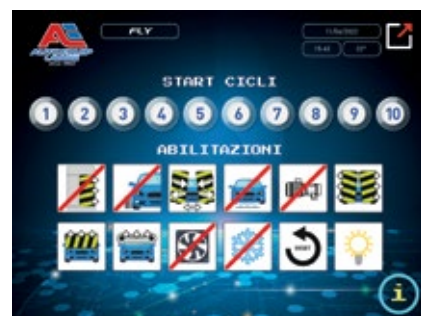 FLY
START CICLI
1 2 3 4 5 6 7 8 9 10
ABILITAZIONI
RESET
i